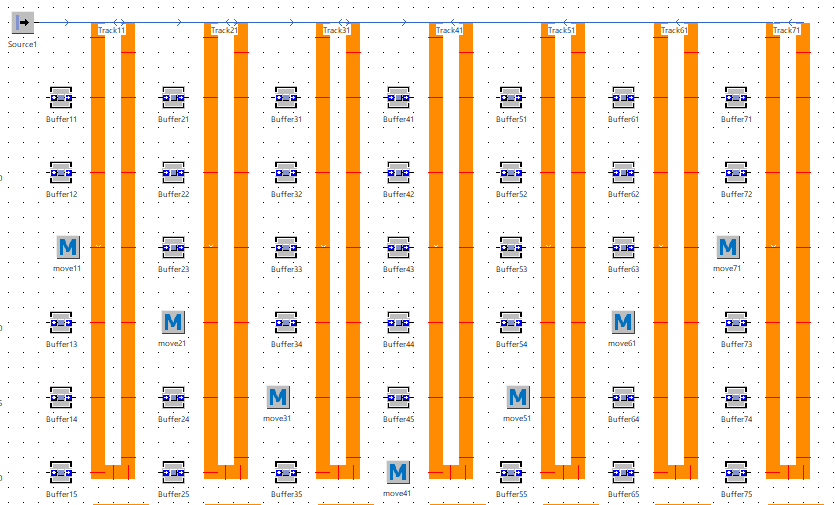 Track11 Track21 Track31 Track41 Track51 Track61 Track71
Source1
Buffer11 Buffer21 Buffer31 Buffer41 Buffer51 Buffer61 Buffer71
Buffer12 Buffer22 Buffer32 Buffer42 Buffer52 Buffer62 Buffer72
M M
move11 Buffer23 Buffer33 Buffer43 Buffer53 Buffer63 move71
M M
Buffer13 move21 Buffer34 Buffer44 Buffer54 move61 Buffer73
M M
Buffer14 Buffer24 move31 Buffer45 move51 Buffer64 Buffer74
M
Buffer15 Buffer25 Buffer35 move41 Buffer55 Buffer65 Buffer75